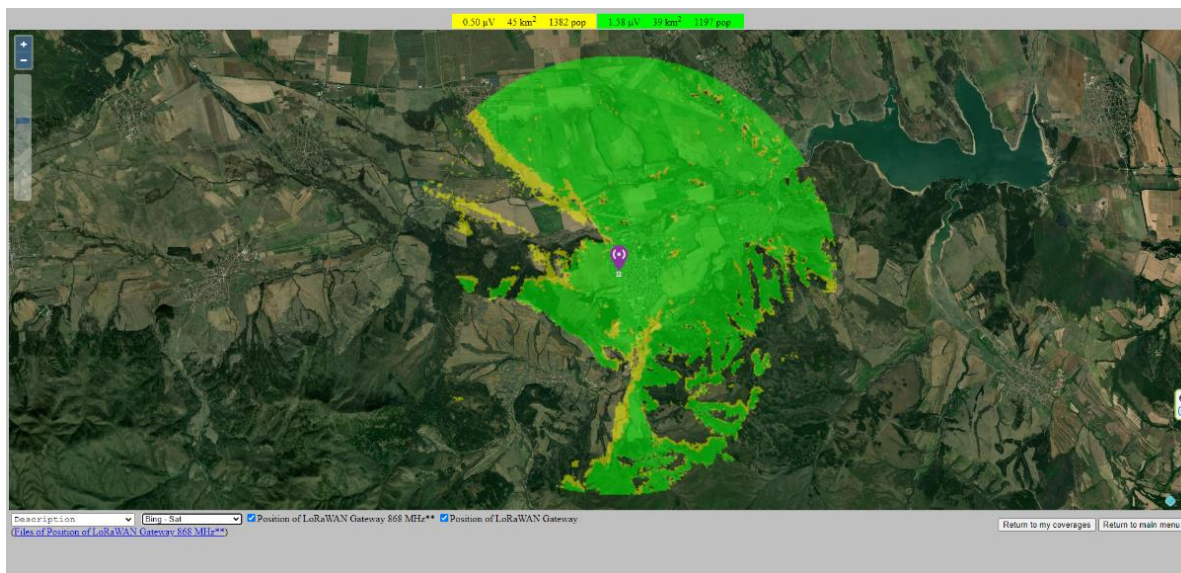 0.50 µV 45 km² 1382 pop 1.58 µV 39 km² 1197 pop
+
−
Description Bing - Sat Position of LoRaWAN Gateway 868 MHz** Position of LoRaWAN Gateway
(Files of Position of LoRaWAN Gateway 868 MHz**)
Return to my coverages Return to main menu